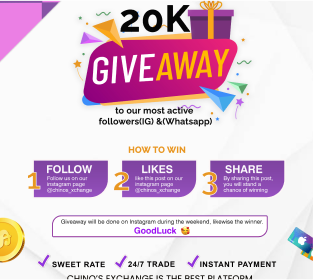 20K
GIVEAWAY
to our most active
followers(IG) &(Whatsapp)
HOW TO WIN
1
FOLLOW
Follow us on our
instagram page
@chinos_xchange
2
LIKES
like this post on our
instagram page
@chinos_xchange
3
SHARE
By sharing this post,
you will stand a
chance of winning
Giveaway will be done on Instagram during the weekend, likewise the winner.
GoodLuck 🥰
SWEET RATE
24/7 TRADE
INSTANT PAYMENT
CHINO'S EXCHANGE IS THE BEST PLATFORM